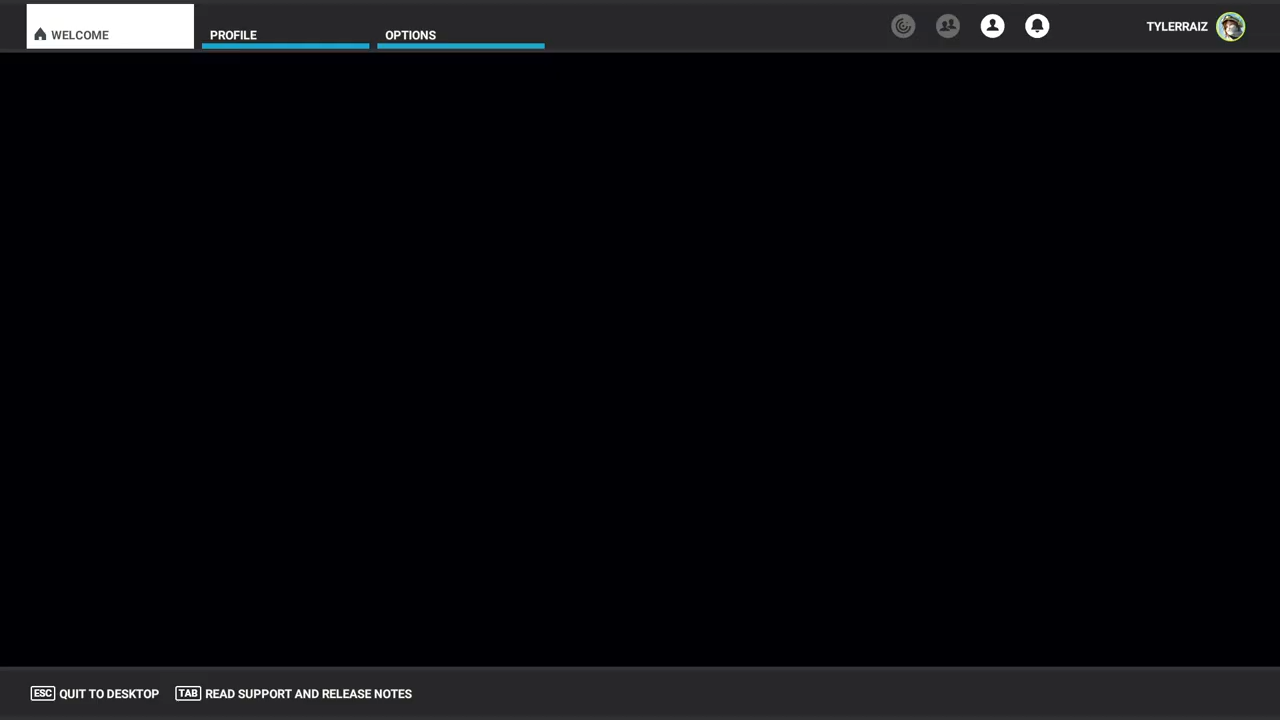 WELCOME
PROFILE
OPTIONS
TYLERRAIZ
ESC QUIT TO DESKTOP TAB READ SUPPORT AND RELEASE NOTES